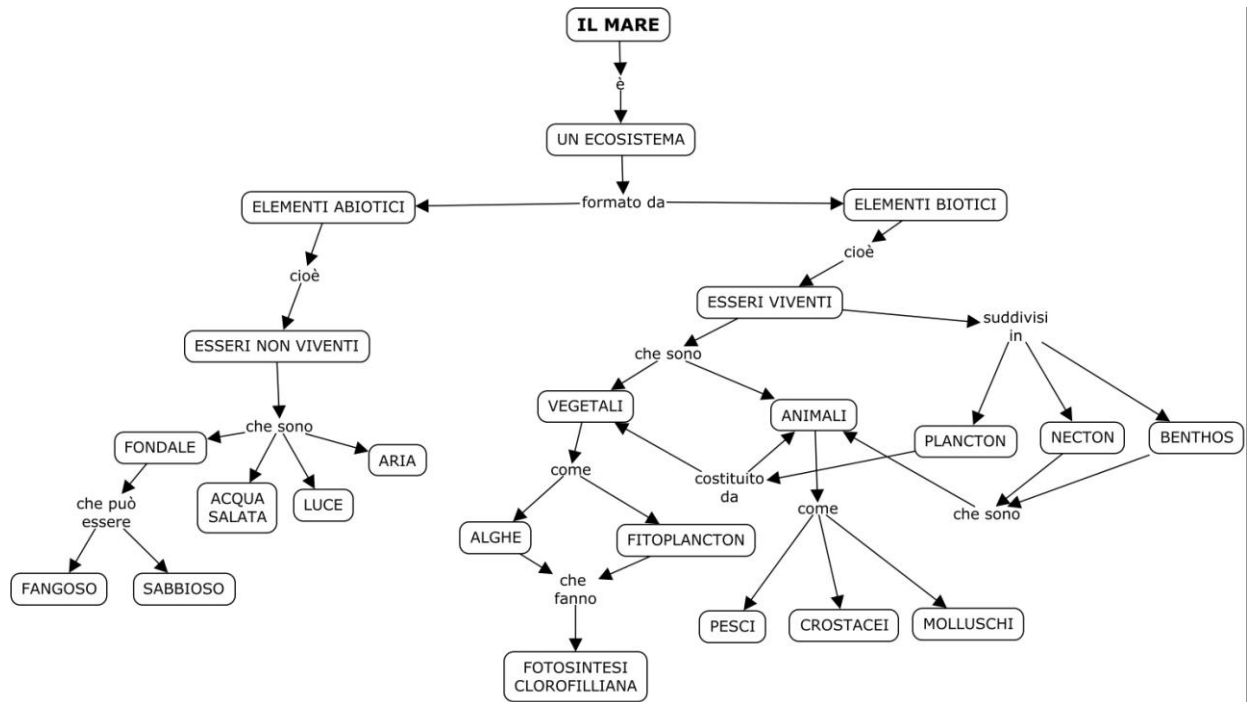 IL MARE
è
UN ECOSISTEMA
formato da
ELEMENTI ABIOTICI
ELEMENTI BIOTICI
cioè
cioè
ESSERI NON VIVENTI
ESSERI VIVENTI
suddivisi
in
che sono
che sono
FONDALE
ACQUA
SALATA
LUCE
ARIA
che può
essere
FANGOSO
SABBIOSO
VEGETALI
ANIMALI
PLANCTON
NECTON
BENTHOS
come
costituito
da
come
che sono
ALGHE
FITOPLANCTON
che
fanno
FOTOSINTESI
CLOROFILLIANA
PESCI
CROSTACEI
MOLLUSCHI